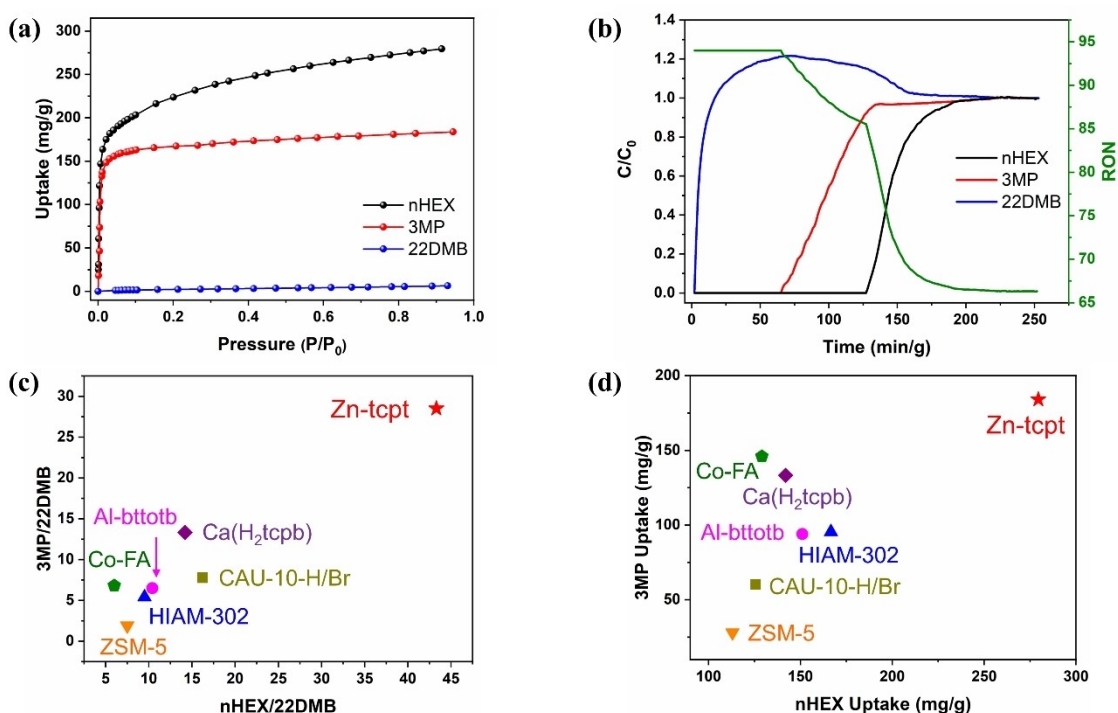 (a)
Uptake (mg/g)
300
250
200
150
100
50
0
nHEX
3MP
22DMB
0.0 0.2 0.4 0.6 0.8 1.0
Pressure (P/P₀)
(b)
C/C₀
1.4
1.2
1.0
0.8
0.6
0.4
0.2
0.0
nHEX
3MP
22DMB
95
90
85
80
75
70
65
RON
0 50 100 150 200 250
Time (min/g)
(c)
3MP/22DMB
30
25
20
15
10
5
0
Zn-tcpt
Al-bttotb
Ca(H₂tcpb)
Co-FA
CAU-10-H/Br
HIAM-302
ZSM-5
5 10 15 20 25 30 35 40 45
nHEX/22DMB
(d)
3MP Uptake (mg/g)
200
150
100
50
Zn-tcpt
Co-FA
Ca(H₂tcpb)
Al-bttotb
HIAM-302
CAU-10-H/Br
ZSM-5
100 150 200 250 300
nHEX Uptake (mg/g)